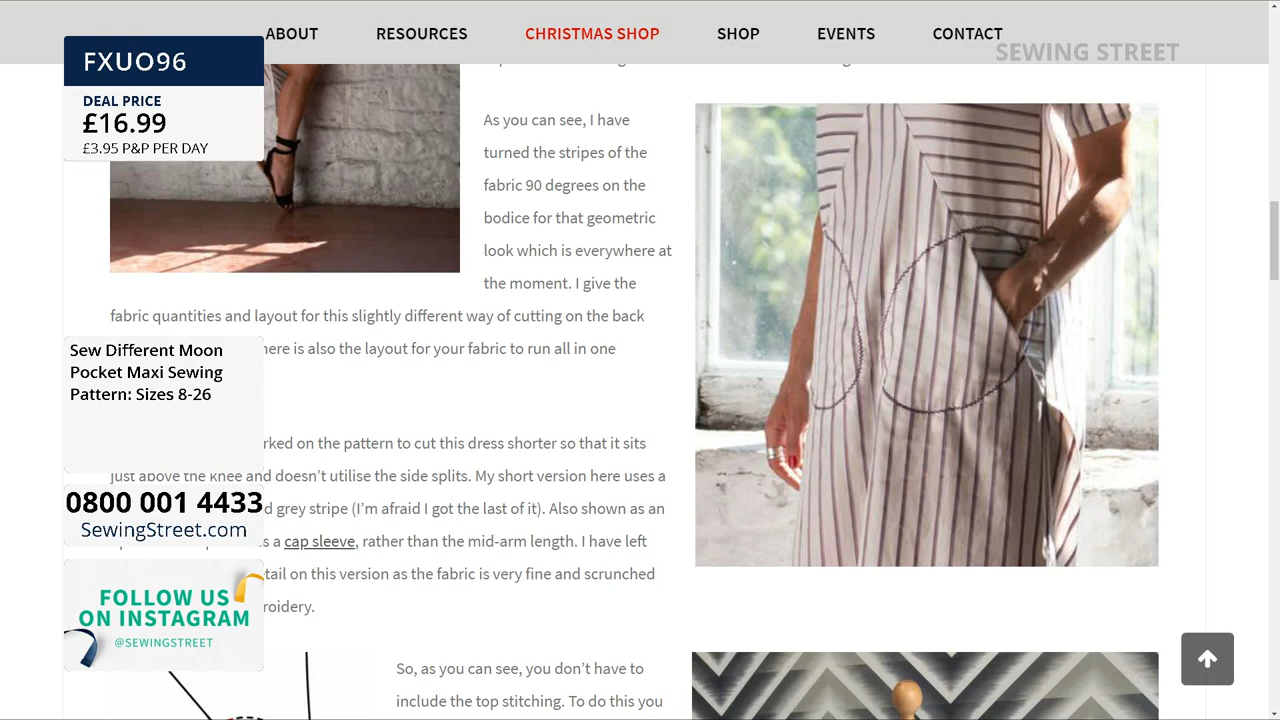 ABOUT RESOURCES CHRISTMAS SHOP SHOP EVENTS CONTACT
SEWING STREET
FXUO96
DEAL PRICE
£16.99
£3.95 P&P PER DAY
As you can see, I have
turned the stripes of the
fabric 90 degrees on the
bodice for that geometric
look which is everywhere at
the moment. I give the
fabric quantities and layout for this slightly different way of cutting on the back
here is also the layout for your fabric to run all in one
Sew Different Moon
Pocket Maxi Sewing
Pattern: Sizes 8-26
rked on the pattern to cut this dress shorter so that it sits
just above the knee and doesn't utilise the side splits. My short version here uses a
d grey stripe (I'm afraid I got the last of it). Also shown as an
s a cap sleeve, rather than the mid-arm length. I have left
tail on this version as the fabric is very fine and scrunched
roidery.
0800 001 4433
SewingStreet.com
FOLLOW US
ON INSTAGRAM
@SEWINGSTREET
So, as you can see, you don't have to
include the top stitching. To do this you